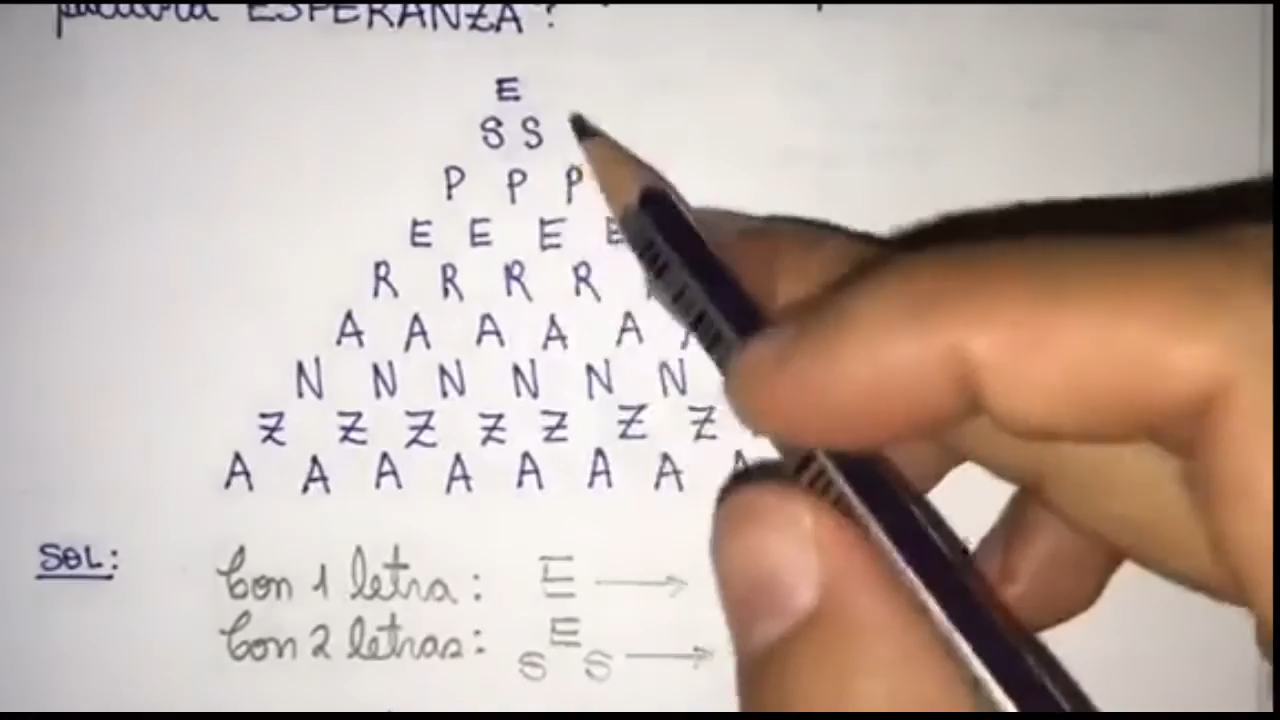 palabra ESPERANZA?
E
S S
P P P
E E E E
R R R R
A A A A A A
N N N N N N
Z Z Z Z Z Z Z
A A A A A A A A
SOL:
Con 1 letra: E →
Con 2 letras: E
S S →